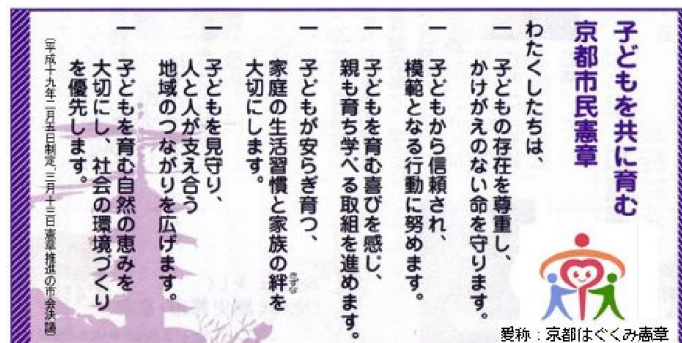 子どもを共に育む
京都市民憲章
わたくしたちは、
一 子どもの存在を尊重し、
かけがえのない命を守ります。
一 子どもから信頼され、
模範となる行動に努めます。
一 子どもを育む喜びを感じ、
親も育ち学べる取組を進めます。
一 子どもが安らぎ育つ、
家庭の生活習慣と家族の絆を
きずな
大切にします。
一 子どもを見守り、
人と人が支え合う
地域のつながりを広げます。
一 子どもを育む自然の恵みを
大切にし、社会の環境づくり
を優先します。
(平成十九年二月五日制定、三月十三日憲章推進の市会決議)
愛称:京都はぐくみ憲章